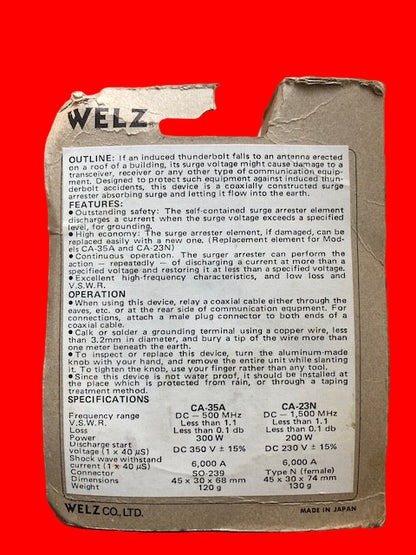 WELZ
OUTLINE: If an induced thunderbolt falls to an antenna erected
on a roof of a building, its surge voltage might cause damage to a
transceiver, receiver or any other type of communication equip-
ment. Designed to protect such equipment against induced thun-
derbolt accidents, this device is a coaxially constructed surge
arrester absorbing surge and letting it flow into the earth.
FEATURES:
●Outstanding safety: The self-contained surge arrester element
discharges a current when the surge voltage exceeds a specified
level, for grounding.
●High economy: The surge arrester element, if damaged, can be
replaced easily with a new one. (Replacement element for Mod-
els CA-35A and CA-23N)
●Continuous operation. The surger arrester can perform the
action — repeatedly — of discharging a current at more than a
specified voltage and restoring it at less than a specified voltage.
●Excellent high-frequency characteristics, and low loss and
V.S.W.R.
OPERATION
●When using this device, relay a coaxial cable either through the
eaves, etc. or at the rear side of communication equpment. For
connections, attach a male plug connector to both ends of a
coaxial cable.
●Calk or solder a grounding terminal using a copper wire, less
than 3.2mm in diameter, and bury a tip of the wire more than
one meter beneath the earth.
●To inspect or replace this device, turn the aluminum-made
knob with your hand, and remove the entire unit while slanting
it. To tighten the knob, use your finger rather than any tool.
●Since this device is not water proof, it should be installed at
the place which is protected from rain, or through a taping
treatment method.
SPECIFICATIONS
CA-35A CA-23N
Frequency range DC — 500 MHz DC — 1,500 MHz
V.S.W.R. Less than 1.1 Less than 1.1
Loss Less than 0.1 db Less than 0.1 db
Power 300 W 200 W
Discharge start
voltage (1 x 40 μS) DC 350 V ± 15% DC 230 V ± 15%
Shock wave withstand
current (1 x 40 μS) 6,000 A 6,000 A
Connector SO-239 Type N (female)
Dimensions 45 x 30 x 68 mm 45 x 30 x 74 mm
Weight 120 g 130 g
WELZ CO., LTD. MADE IN JAPAN